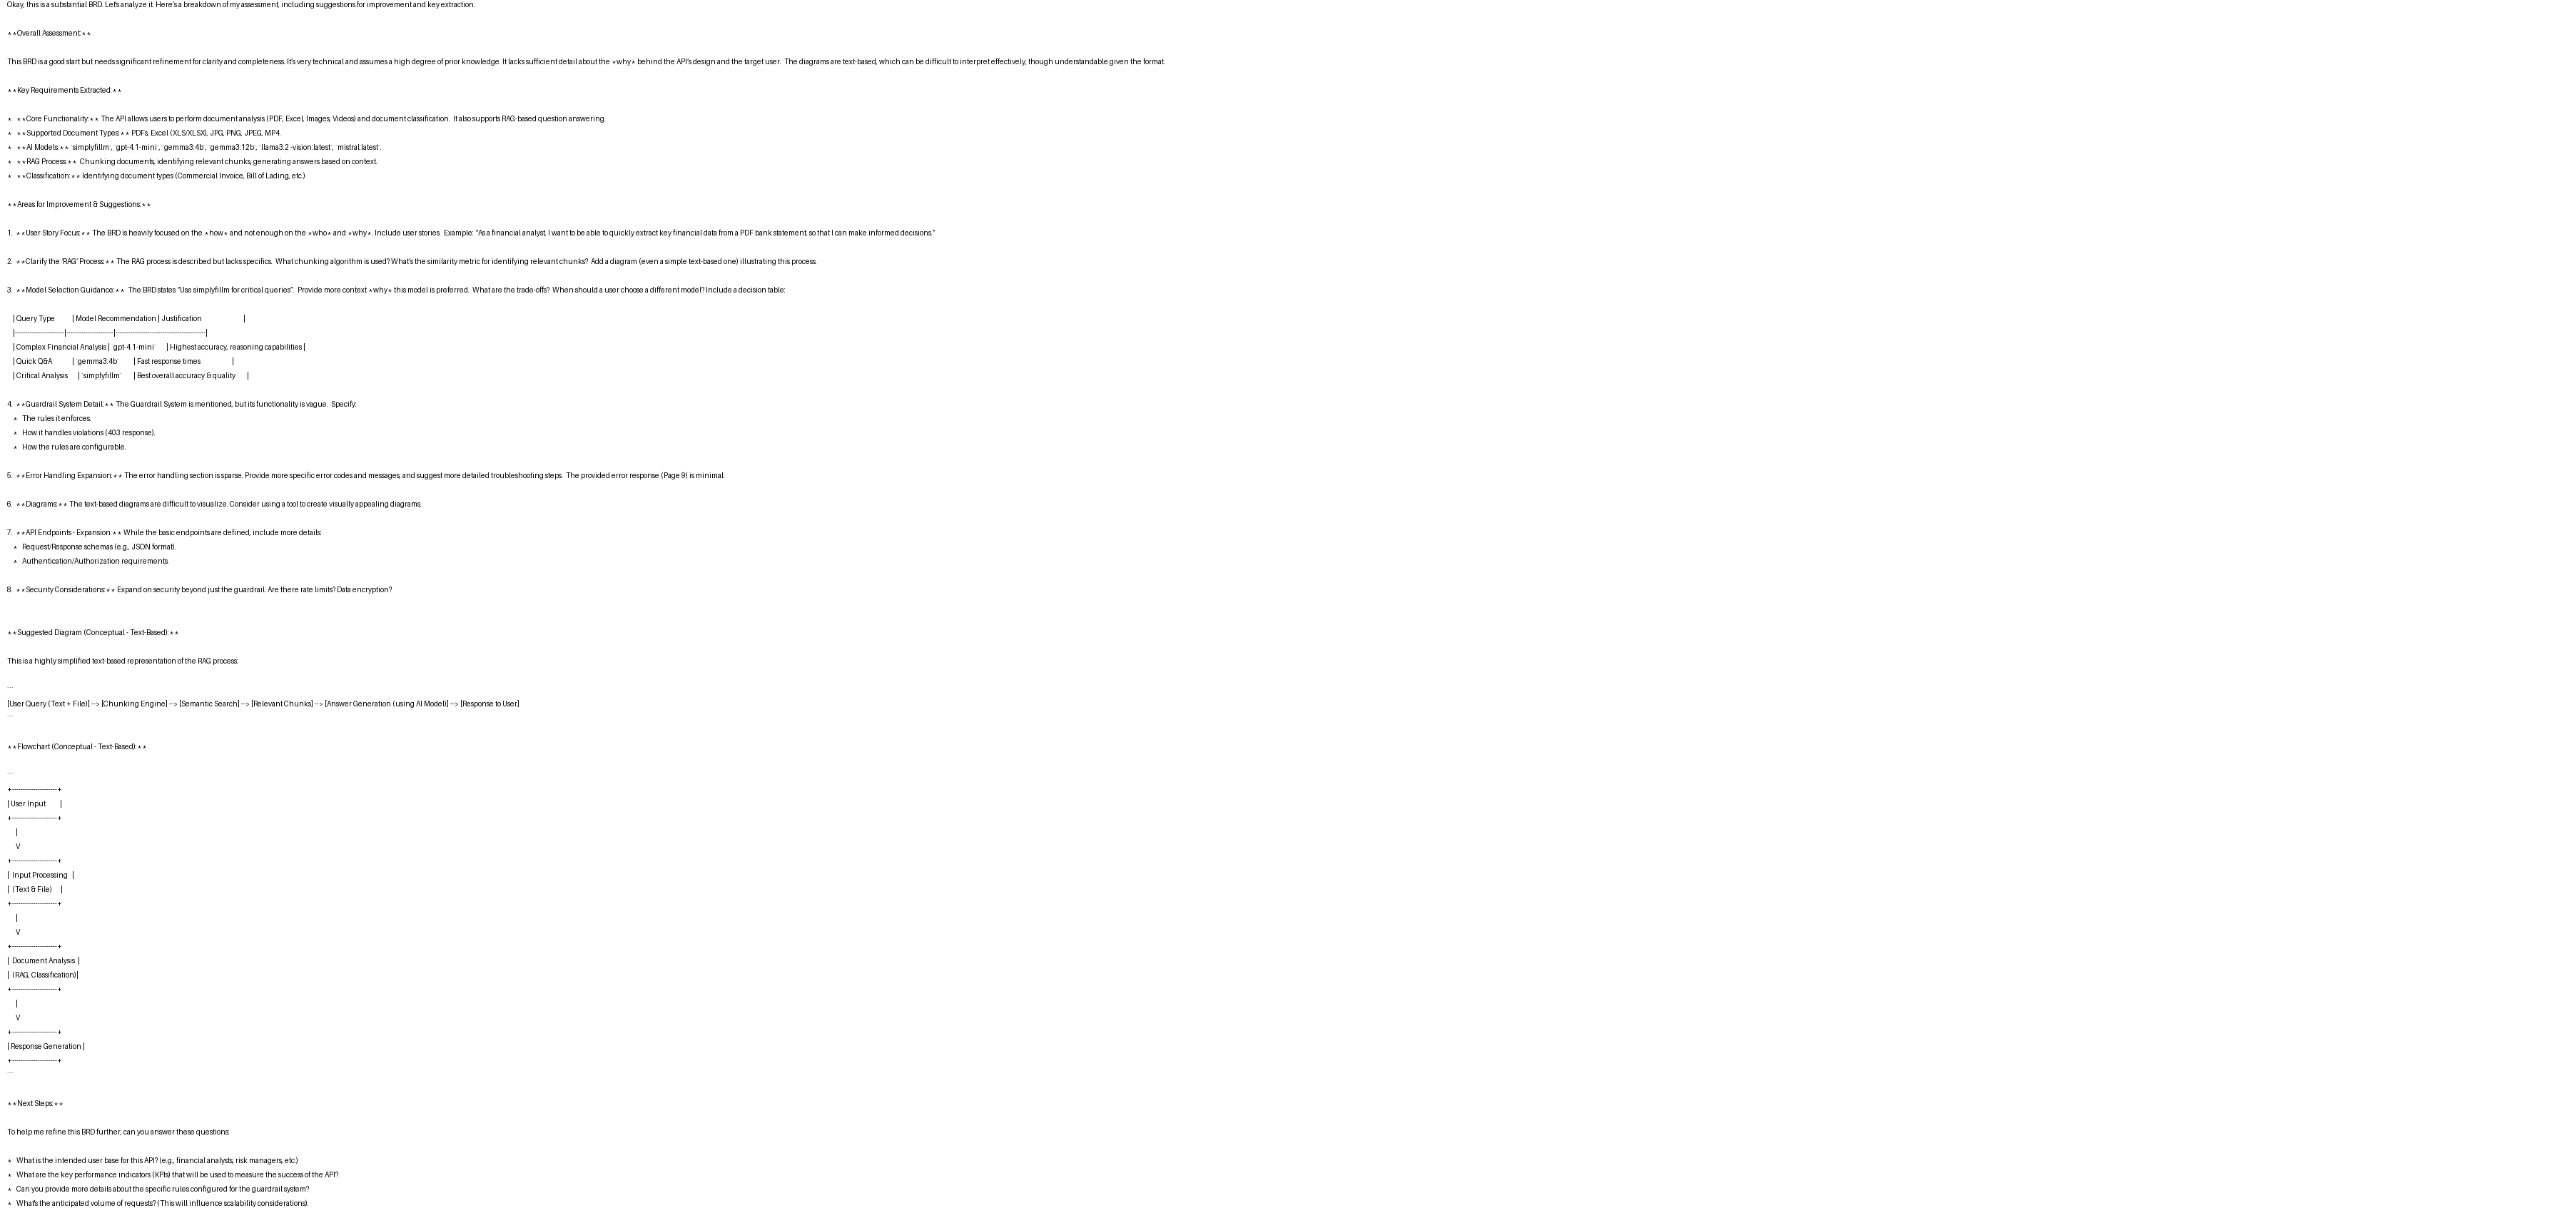 Okay, this is a substantial BRD. Let's analyze it. Here's a breakdown of my assessment, including suggestions for improvement and key extraction.
**Overall Assessment:**
This BRD is a good start but needs significant refinement for clarity and completeness. It's very technical and assumes a high degree of prior knowledge. It lacks sufficient detail about the *why* behind the API's design and the target user.  The diagrams are text-based, which can be difficult to interpret effectively, though understandable given the format.
**Key Requirements Extracted:**
*   **Core Functionality:** The API allows users to perform document analysis (PDF, Excel, Images, Videos) and document classification.  It also supports RAG-based question answering.
*   **Supported Document Types:** PDFs, Excel (XLS/XLSX), JPG, PNG, JPEG, MP4.
*   **AI Models:** `simplyfillm`, `gpt-4.1-mini`, `gemma3:4b`, `gemma3:12b`, `llama3.2-vision:latest`, `mistral:latest`.
*   **RAG Process:**  Chunking documents, identifying relevant chunks, generating answers based on context.
*   **Classification:** Identifying document types (Commercial Invoice, Bill of Lading, etc.)
**Areas for Improvement & Suggestions:**
1.  **User Story Focus:** The BRD is heavily focused on the *how* and not enough on the *who* and *why*. Include user stories.  Example: "As a financial analyst, I want to be able to quickly extract key financial data from a PDF bank statement, so that I can make informed decisions."
2.  **Clarify the 'RAG' Process:** The RAG process is described but lacks specifics.  What chunking algorithm is used? What's the similarity metric for identifying relevant chunks?  Add a diagram (even a simple text-based one) illustrating this process.
3.  **Model Selection Guidance:**  The BRD states "Use simplyfillm for critical queries".  Provide more context *why* this model is preferred.  What are the trade-offs?  When should a user choose a different model? Include a decision table:
| Query Type | Model Recommendation | Justification |
|----------------------|----------------------|------------------------------------------|
| Complex Financial Analysis | `gpt-4.1-mini` | Highest accuracy, reasoning capabilities |
| Quick Q&A | `gemma3:4b` | Fast response times |
| Critical Analysis | `simplyfillm` | Best overall accuracy & quality |
4.  **Guardrail System Detail:** The Guardrail System is mentioned, but its functionality is vague.  Specify:
*   The rules it enforces.
*   How it handles violations (403 response).
*   How the rules are configurable.
5.  **Error Handling Expansion:** The error handling section is sparse. Provide more specific error codes and messages, and suggest more detailed troubleshooting steps.  The provided error response (Page 9) is minimal.
6.  **Diagrams:** The text-based diagrams are difficult to visualize. Consider using a tool to create visually appealing diagrams.
7.  **API Endpoints - Expansion:** While the basic endpoints are defined, include more details:
*   Request/Response schemas (e.g., JSON format).
*   Authentication/Authorization requirements.
8.  **Security Considerations:** Expand on security beyond just the guardrail. Are there rate limits? Data encryption?
**Suggested Diagram (Conceptual - Text-Based):**
This is a highly simplified text-based representation of the RAG process:
```
[User Query (Text + File)] --> [Chunking Engine] --> [Semantic Search] --> [Relevant Chunks] --> [Answer Generation (using AI Model)] --> [Response to User]
```
**Flowchart (Conceptual - Text-Based):**
```
+---------------------+
| User Input |
+---------------------+
|
V
+---------------------+
| Input Processing |
| (Text & File) |
+---------------------+
|
V
+---------------------+
| Document Analysis |
| (RAG, Classification)|
+---------------------+
|
V
+---------------------+
| Response Generation |
+---------------------+
```
**Next Steps:**
To help me refine this BRD further, can you answer these questions:
*   What is the intended user base for this API? (e.g., financial analysts, risk managers, etc.)
*   What are the key performance indicators (KPIs) that will be used to measure the success of the API?
*   Can you provide more details about the specific rules configured for the guardrail system?
*   What's the anticipated volume of requests? (This will influence scalability considerations).